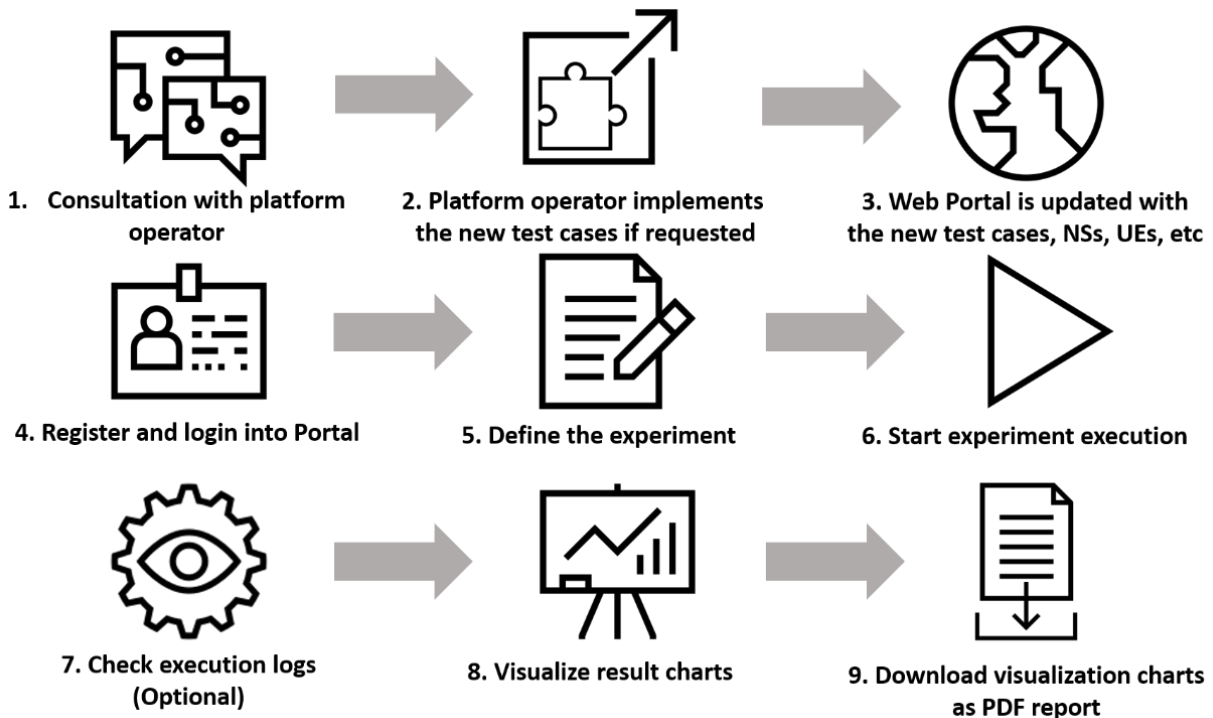 1. Consultation with platform
operator
2. Platform operator implements
the new test cases if requested
3. Web Portal is updated with
the new test cases, NSs, UEs, etc
4. Register and login into Portal
5. Define the experiment
6. Start experiment execution
7. Check execution logs
(Optional)
8. Visualize result charts
9. Download visualization charts
as PDF report